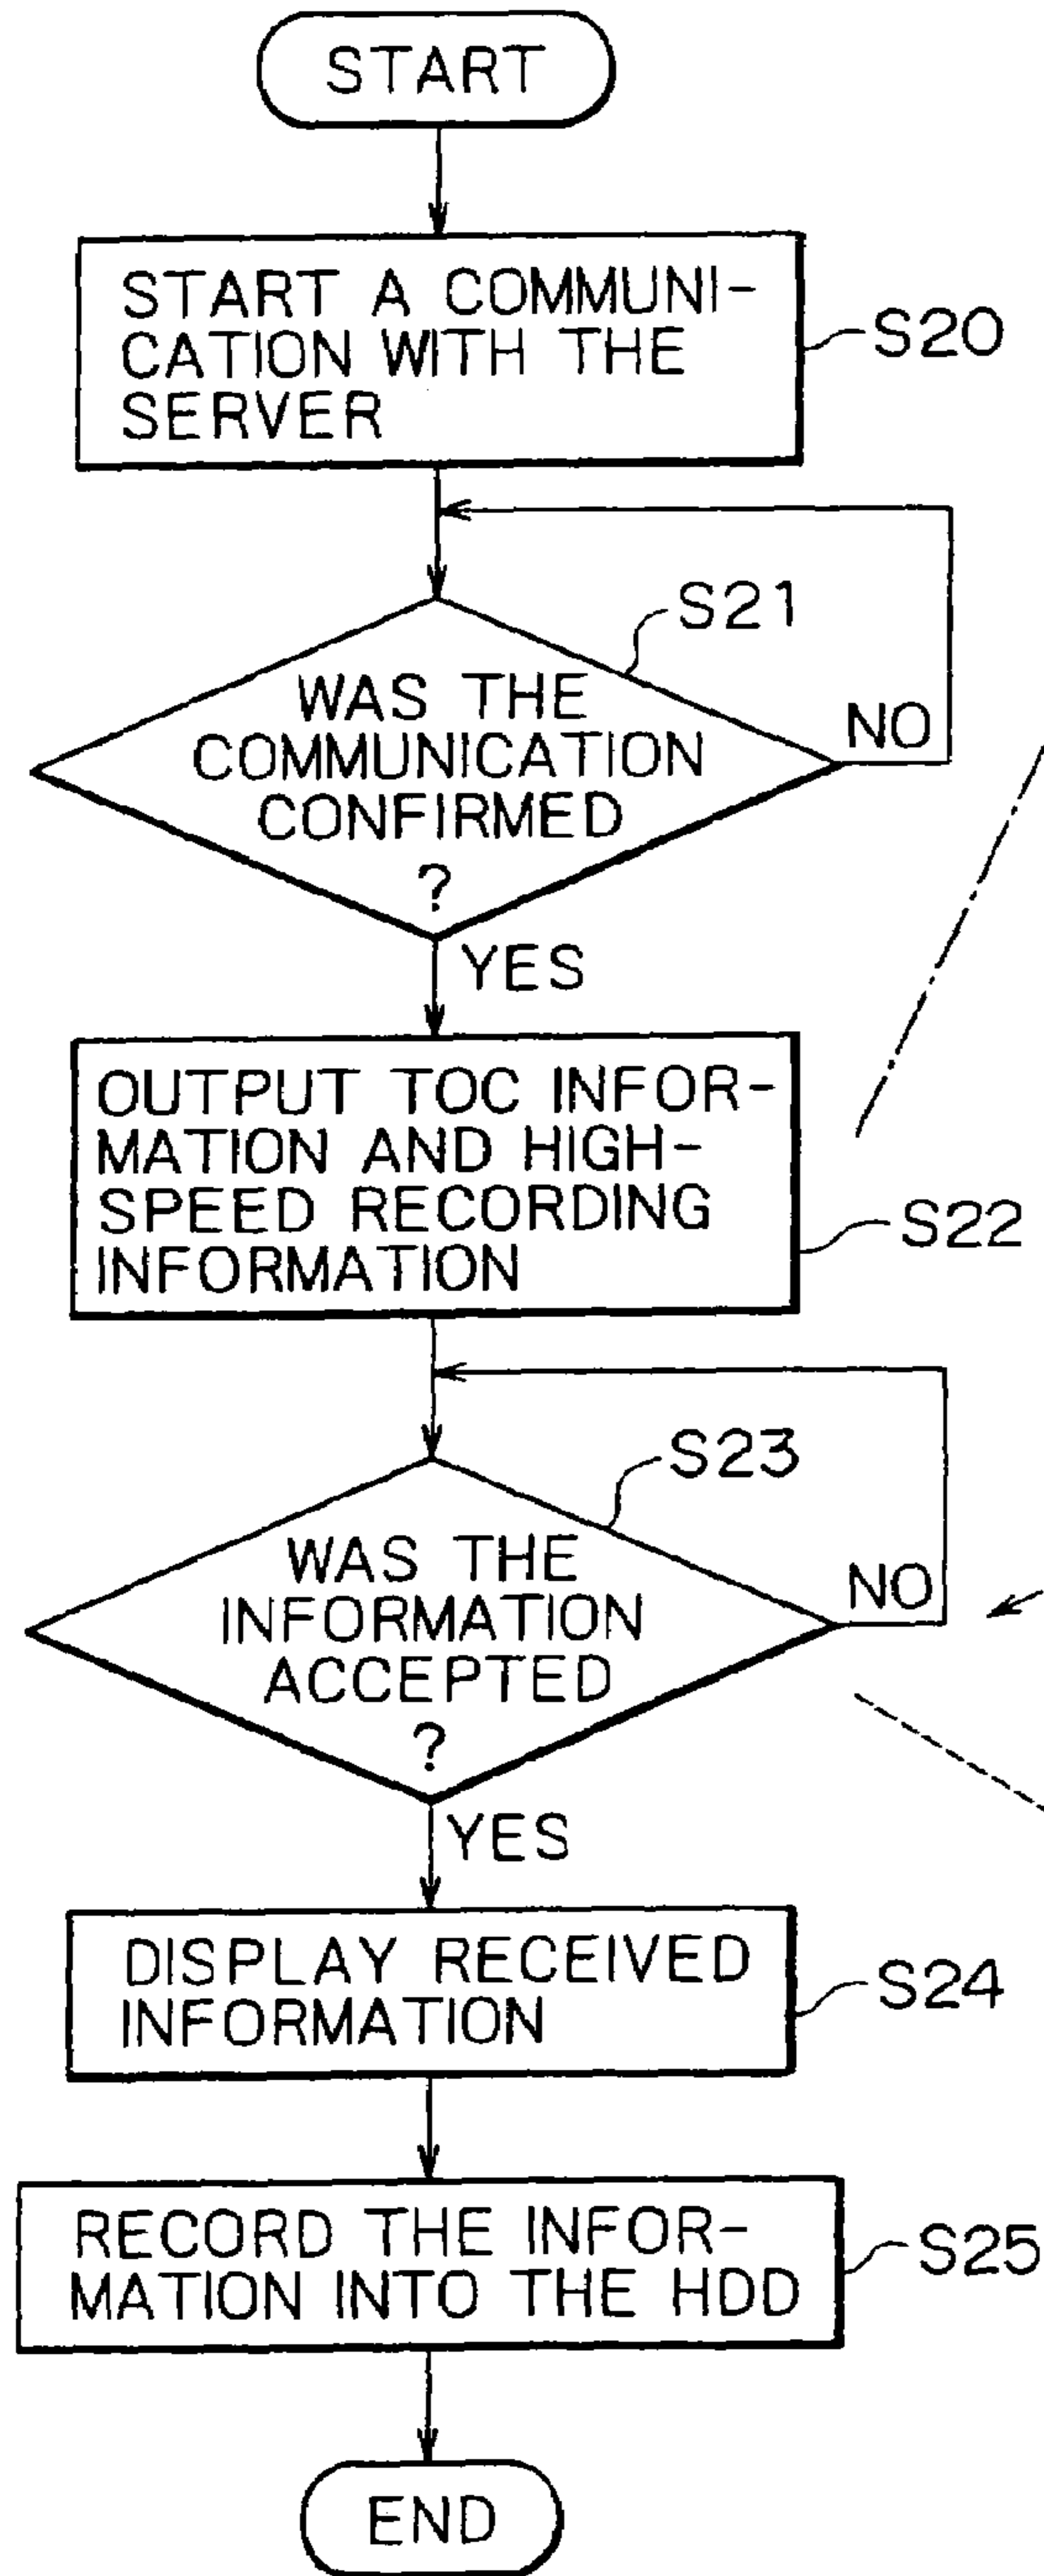 START
START A COMMUNI-
CATION WITH THE
SERVER
S20
S21
WAS THE
COMMUNICATION
CONFIRMED
?
NO
YES
OUTPUT TOC INFOR-
MATION AND HIGH-
SPEED RECORDING
INFORMATION
S22
S23
WAS THE
INFORMATION
ACCEPTED
?
NO
YES
DISPLAY RECEIVED
INFORMATION
S24
RECORD THE INFOR-
MATION INTO THE HDD
S25
END